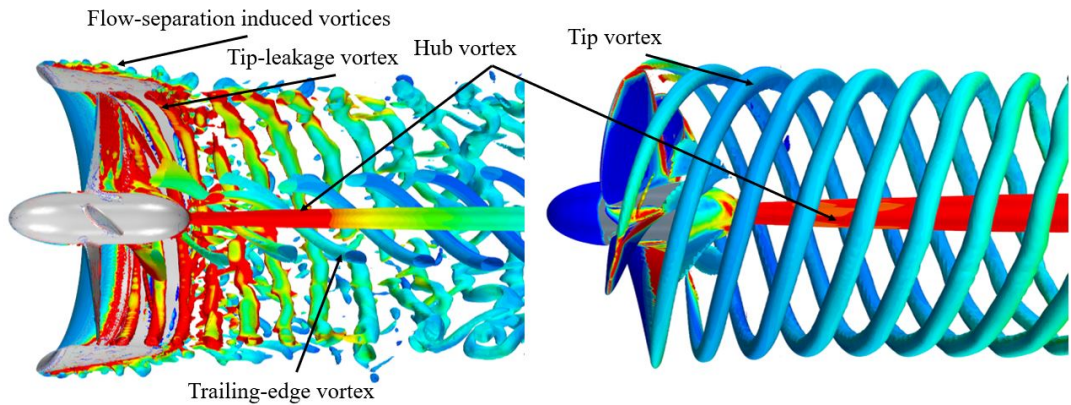 Flow-separation induced vortices
Tip-leakage vortex
Hub vortex
Tip vortex
Trailing-edge vortex